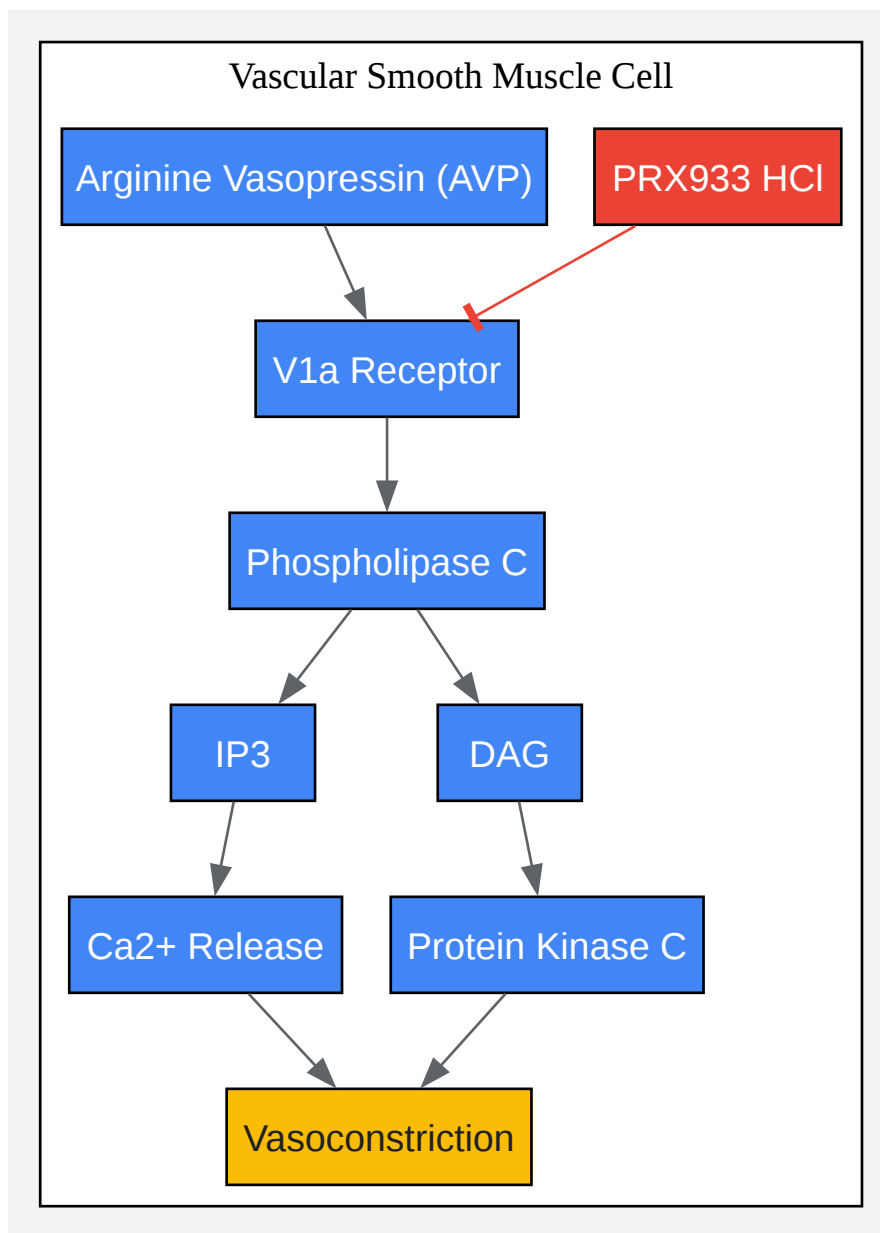 Vascular Smooth Muscle Cell
Arginine Vasopressin (AVP)
PRX933 HCl
V1a Receptor
Phospholipase C
IP3
DAG
Ca2+ Release
Protein Kinase C
Vasoconstriction